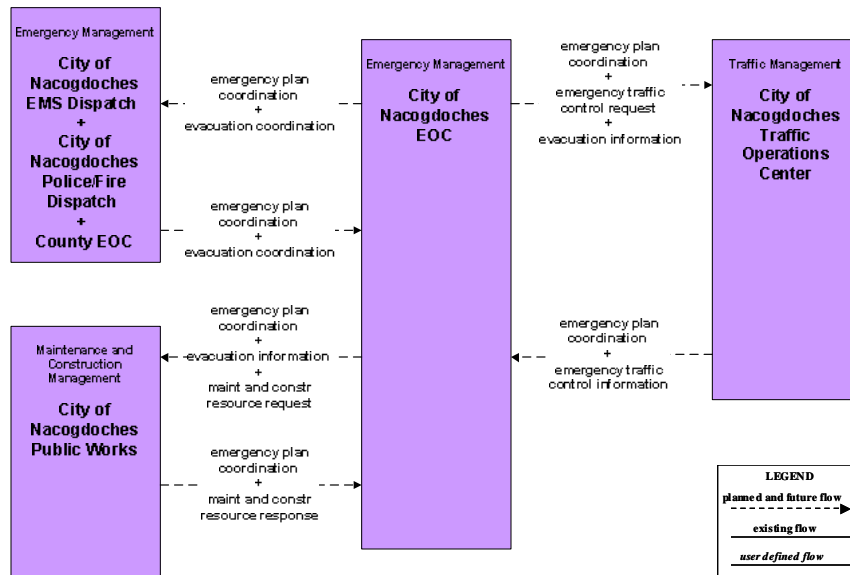 Emergency Management
City of
Nacogdoches
EMS Dispatch
+
City of
Nacogdoches
Police/Fire
Dispatch
+
County EOC
emergency plan
coordination
+
evacuation coordination
emergency plan
coordination
+
evacuation coordination
Maintenance and
Construction
Management
City of
Nacogdoches
Public Works
emergency plan
coordination
+
evacuation information
+
maint and constr
resource request
emergency plan
coordination
+
maint and constr
resource response
Emergency Management
City of
Nacogdoches
EOC
emergency plan
coordination
+
emergency traffic
control request
+
evacuation information
emergency plan
coordination
+
emergency traffic
control information
Traffic Management
City of
Nacogdoches
Traffic
Operations
Center
LEGEND
planned and future flow
existing flow
user defined flow